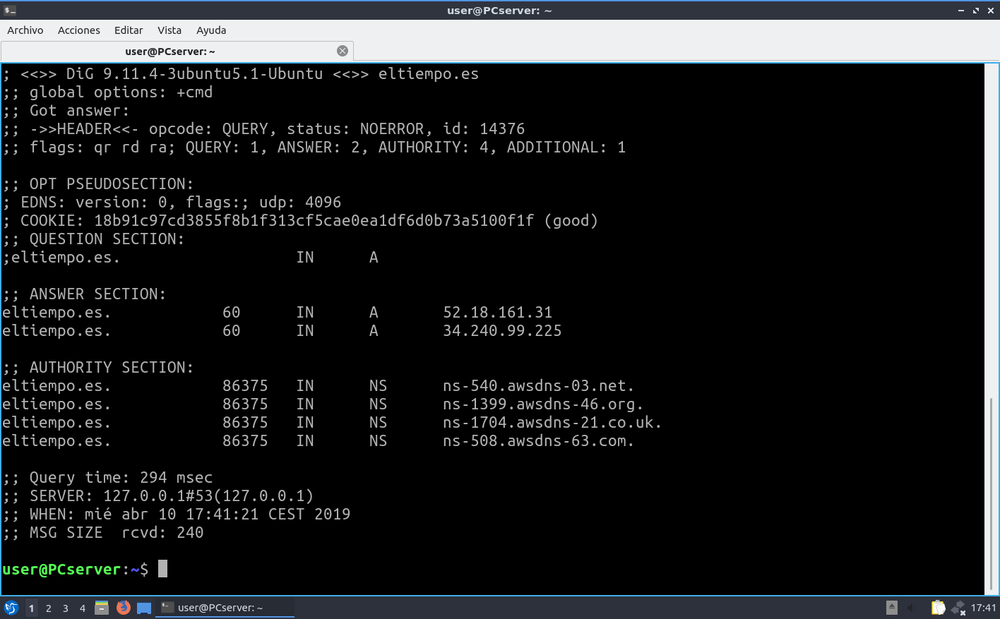 user@PCserver: ~
Archivo Acciones Editar Vista Ayuda
user@PCserver: ~
; <<>> DiG 9.11.4-3ubuntu5.1-Ubuntu <<>> eltiempo.es
;; global options: +cmd
;; Got answer:
;; ->>HEADER<<- opcode: QUERY, status: NOERROR, id: 14376
;; flags: qr rd ra; QUERY: 1, ANSWER: 2, AUTHORITY: 4, ADDITIONAL: 1
;; OPT PSEUDOSECTION:
; EDNS: version: 0, flags:; udp: 4096
; COOKIE: 18b91c97cd3855f8b1f313cf5cae0ea1df6d0b73a5100f1f (good)
;; QUESTION SECTION:
;eltiempo.es. IN A
;; ANSWER SECTION:
eltiempo.es. 60 IN A 52.18.161.31
eltiempo.es. 60 IN A 34.240.99.225
;; AUTHORITY SECTION:
eltiempo.es. 86375 IN NS ns-540.awsdns-03.net.
eltiempo.es. 86375 IN NS ns-1399.awsdns-46.org.
eltiempo.es. 86375 IN NS ns-1704.awsdns-21.co.uk.
eltiempo.es. 86375 IN NS ns-508.awsdns-63.com.
;; Query time: 294 msec
;; SERVER: 127.0.0.1#53(127.0.0.1)
;; WHEN: mié abr 10 17:41:21 CEST 2019
;; MSG SIZE  rcvd: 240
user@PCserver:~$
1 2 3 4 user@PCserver: ~ 17:41